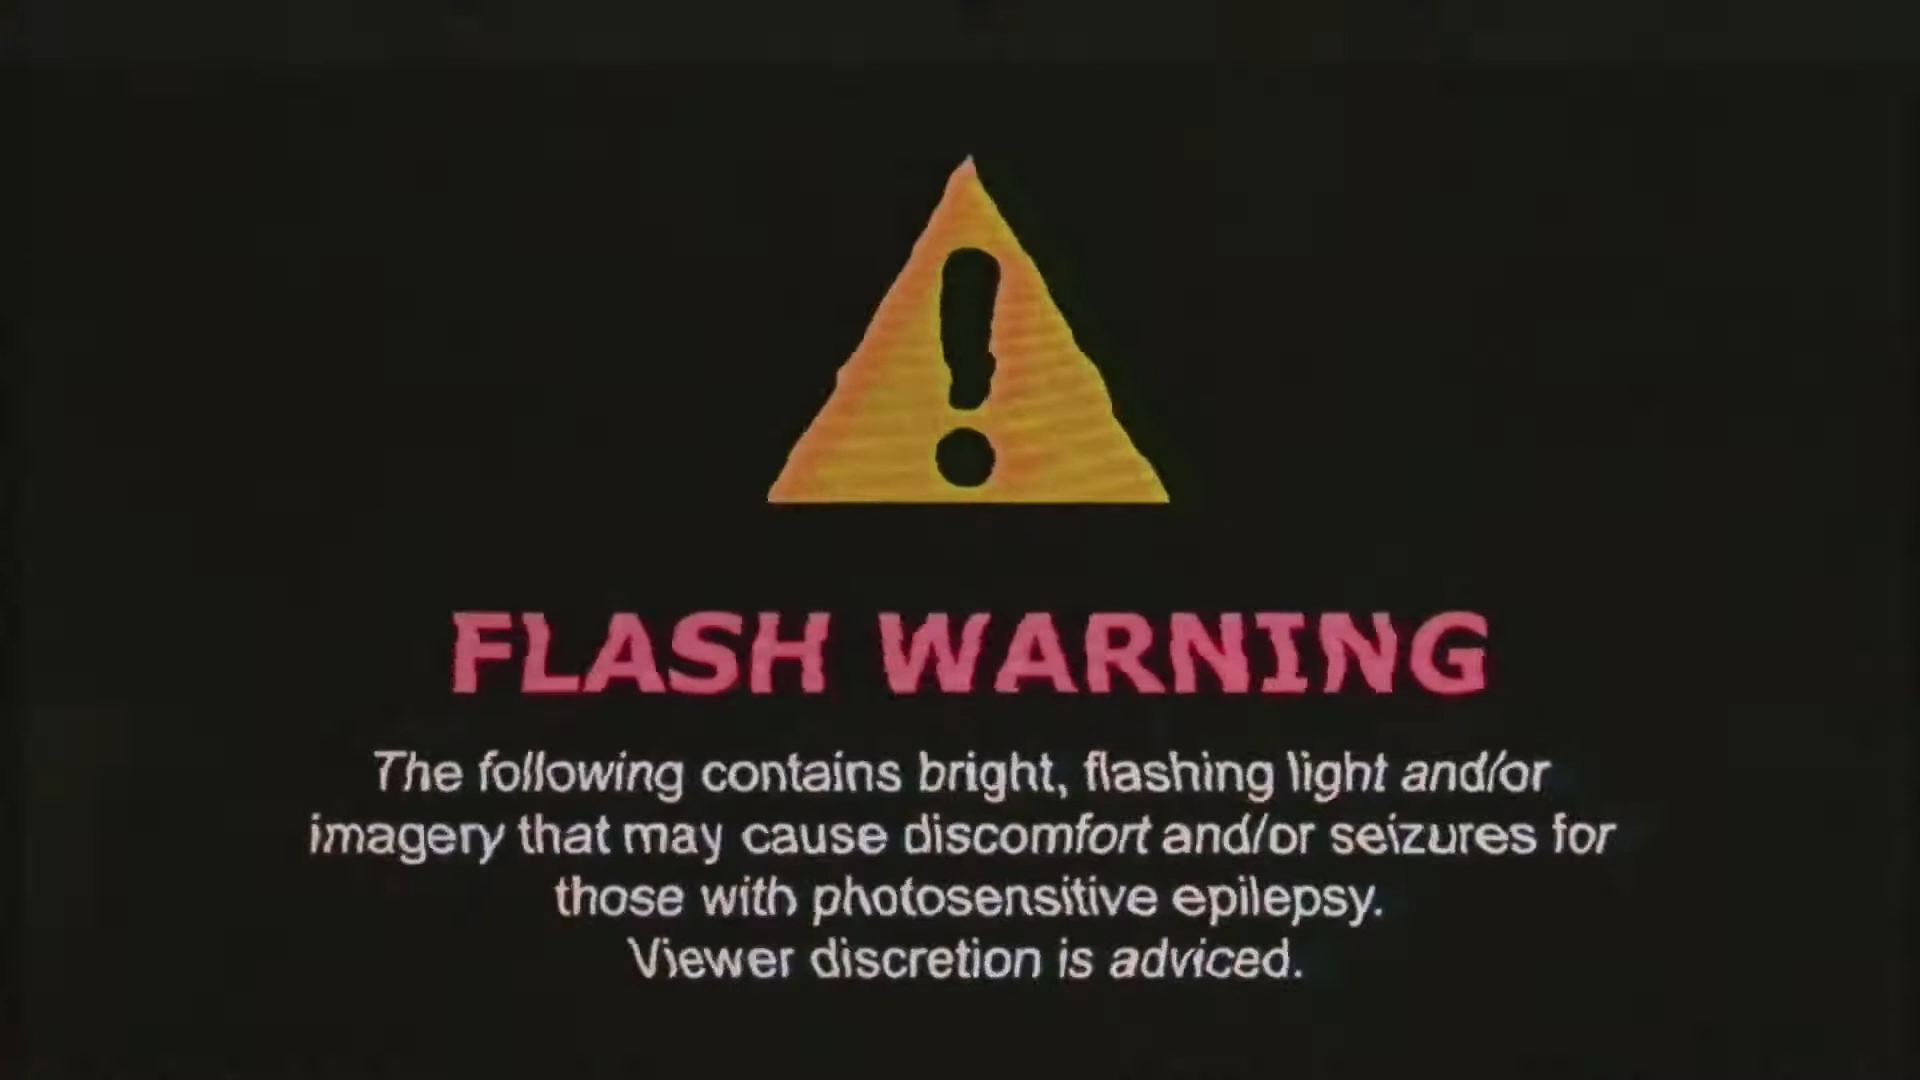 FLASH WARNING
The following contains bright, flashing light and/or
imagery that may cause discomfort and/or seizures for
those with photosensitive epilepsy.
Viewer discretion is adviced.